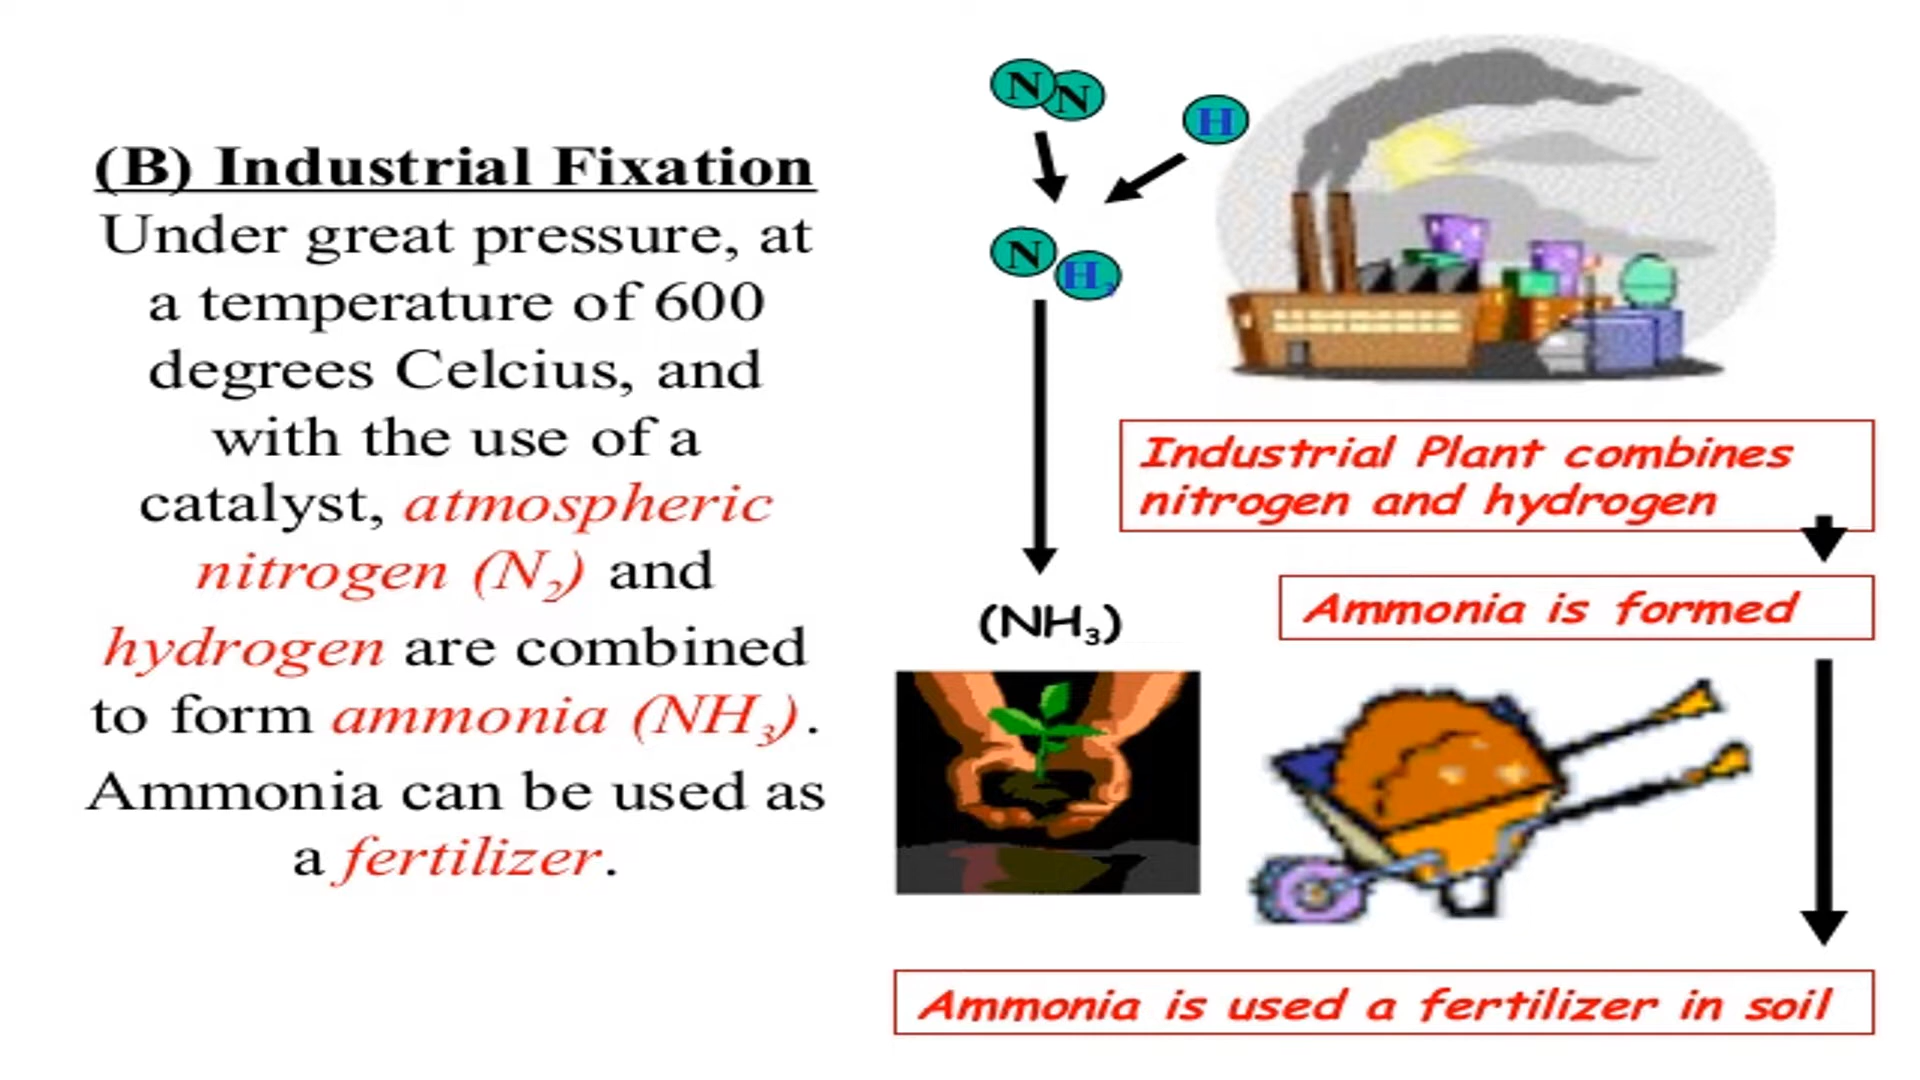 (B) Industrial Fixation
Under great pressure, at
a temperature of 600
degrees Celcius, and
with the use of a
catalyst, atmospheric
nitrogen (N₂) and
hydrogen are combined
to form ammonia (NH₃).
Ammonia can be used as
a fertilizer.
N N
H
N H₃
(NH₃)
Industrial Plant combines
nitrogen and hydrogen
Ammonia is formed
Ammonia is used a fertilizer in soil